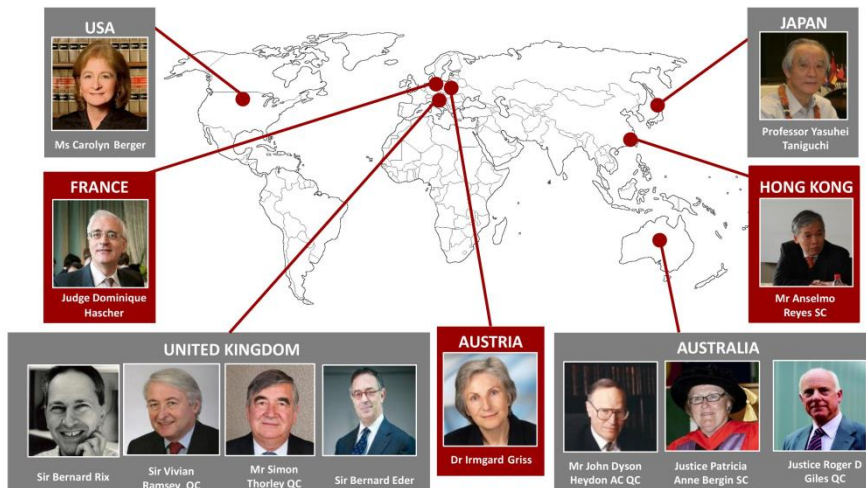 USA
Ms Carolyn Berger
JAPAN
Professor Yasuhei
Taniguchi
FRANCE
Judge Dominique
Hascher
HONG KONG
Mr Anselmo
Reyes SC
UNITED KINGDOM
Sir Bernard Rix
Sir Vivian
Ramsey, QC
Mr Simon
Thorley QC
Sir Bernard Eder
AUSTRIA
Dr Irmgard Griss
AUSTRALIA
Mr John Dyson
Heydon AC QC
Justice Patricia
Anne Bergin SC
Justice Roger D
Giles QC